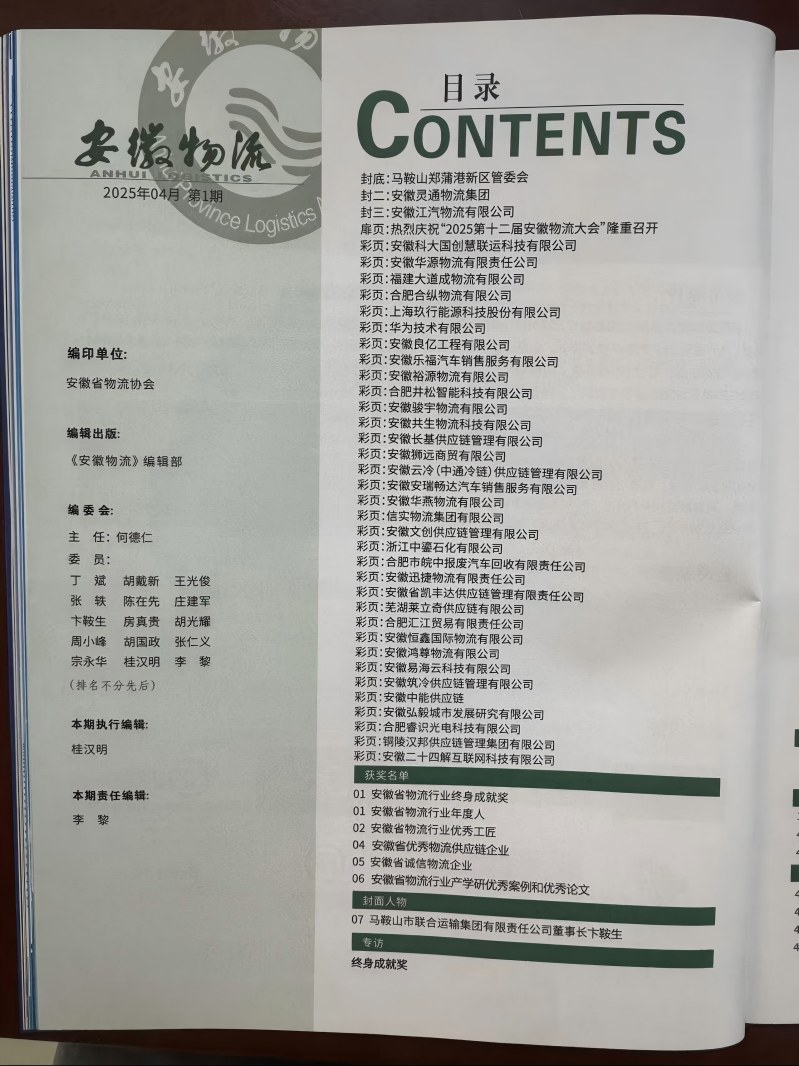 安徽物流
ANHUI LOGISTICS
2025年04月 第1期
Province Logistics A
编印单位:
安徽省物流协会
编辑出版:
《安徽物流》编辑部
编委会:
主 任: 何德仁
委 员:
丁 斌 胡戴新 王光俊
张 轶 陈在先 庄建军
卞鞍生 房真贵 胡光耀
周小峰 胡国政 张仁义
宗永华 桂汉明 李 黎
(排名不分先后)
本期执行编辑:
桂汉明
本期责任编辑:
李 黎
目录
CONTENTS
封底:马鞍山郑蒲港新区管委会
封二:安徽灵通物流集团
封三:安徽江汽物流有限公司
扉页:热烈庆祝“2025第十二届安徽物流大会”隆重召开
彩页:安徽科大国创慧联运科技有限公司
彩页:安徽华源物流有限责任公司
彩页:福建大道成物流有限公司
彩页:合肥合纵物流有限公司
彩页:上海玖行能源科技股份有限公司
彩页:华为技术有限公司
彩页:安徽良亿工程有限公司
彩页:安徽乐福汽车销售服务有限公司
彩页:安徽裕源物流有限公司
彩页:合肥井松智能科技有限公司
彩页:安徽骏宇物流有限公司
彩页:安徽共生物流科技有限公司
彩页:安徽长基供应链管理有限公司
彩页:安徽狮远商贸有限公司
彩页:安徽云冷(中通冷链)供应链管理有限公司
彩页:安徽安瑞畅达汽车销售服务有限公司
彩页:安徽华燕物流有限公司
彩页:信实物流集团有限公司
彩页:安徽文创供应链管理有限公司
彩页:浙江中鎏石化有限公司
彩页:合肥市皖中报废汽车回收有限责任公司
彩页:安徽迅捷物流有限责任公司
彩页:安徽省凯丰达供应链管理有限责任公司
彩页:芜湖莱立奇供应链有限公司
彩页:合肥汇江贸易有限责任公司
彩页:安徽恒鑫国际物流有限公司
彩页:安徽鸿尊物流有限公司
彩页:安徽易海云科技有限公司
彩页:安徽筑冷供应链管理有限公司
彩页:安徽中能供应链
彩页:安徽弘毅城市发展研究有限公司
彩页:合肥睿识光电科技有限公司
彩页:铜陵汉邦供应链管理集团有限公司
彩页:安徽二十四解互联网科技有限公司
获奖名单
01 安徽省物流行业终身成就奖
01 安徽省物流行业年度人
02 安徽省物流行业优秀工匠
04 安徽省优秀物流供应链企业
05 安徽省诚信物流企业
06 安徽省物流行业产学研优秀案例和优秀论文
封面人物
07 马鞍山市联合运输集团有限责任公司董事长卞鞍生
专访
终身成就奖